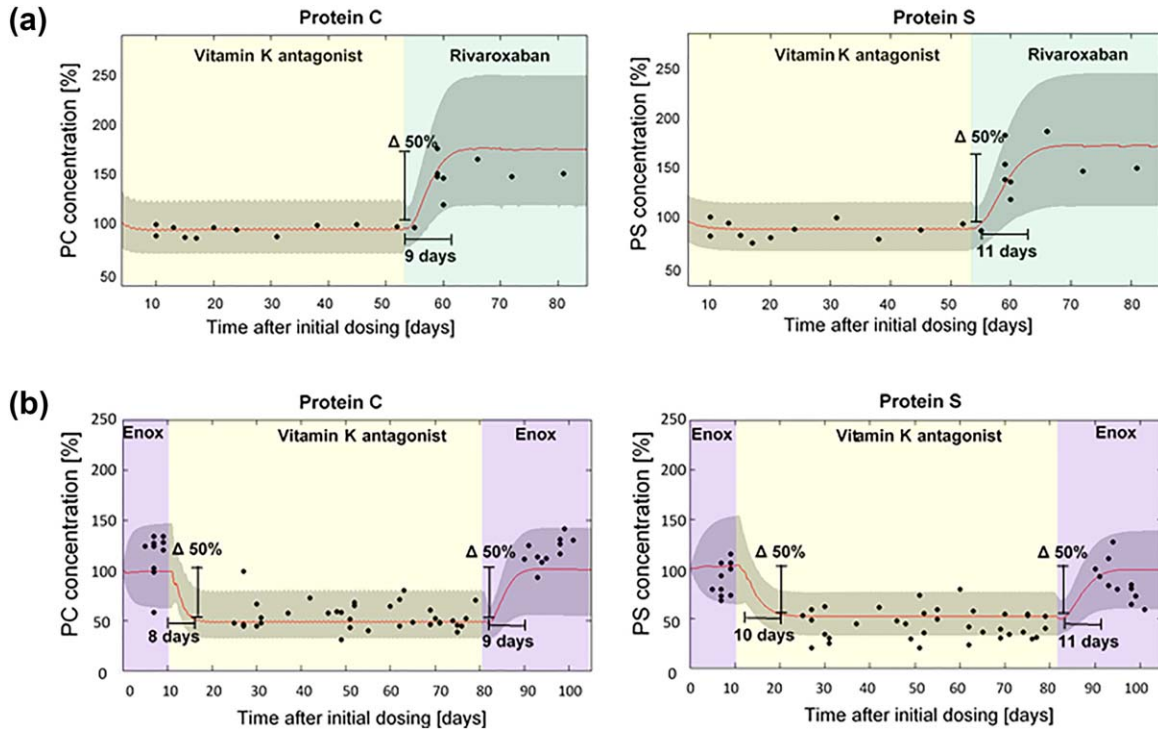 (a)
Protein C
Vitamin K antagonist Rivaroxaban
PC concentration [%]
250
200
150
100
50
Δ 50%
9 days
10 20 30 40 50 60 70 80
Time after initial dosing [days]
Protein S
Vitamin K antagonist Rivaroxaban
PS concentration [%]
250
200
150
100
50
Δ 50%
11 days
10 20 30 40 50 60 70 80
Time after initial dosing [days]
(b)
Protein C
Enox Vitamin K antagonist Enox
PC concentration [%]
250
200
150
100
50
0
Δ 50% Δ 50%
8 days 9 days
0 10 20 30 40 50 60 70 80 90 100
Time after initial dosing [days]
Protein S
Enox Vitamin K antagonist Enox
PS concentration [%]
250
200
150
100
50
0
Δ 50% Δ 50%
10 days 11 days
0 10 20 30 40 50 60 70 80 90 100
Time after initial dosing [days]